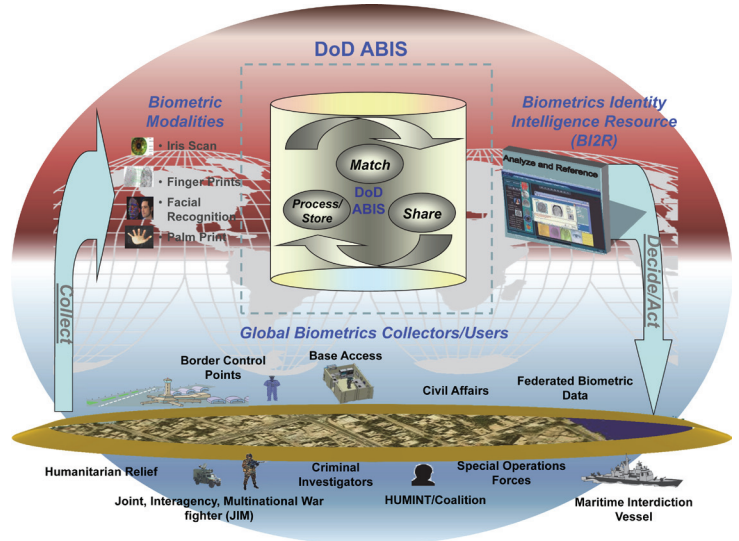 DoD ABIS
Biometric
Modalities
• Iris Scan
• Finger Prints
• Facial
Recognition
• Palm Print
Match
DoD
ABIS
Process/
Store
Share
Biometrics Identity
Intelligence Resource
(BI2R)
Analyze and Reference
Collect
Decide/Act
Global Biometrics Collectors/Users
Border Control
Points
Base Access
Civil Affairs
Federated Biometric
Data
Humanitarian Relief
Joint, Interagency, Multinational War
fighter (JIM)
Criminal
Investigators
HUMINT/Coalition
Special Operations
Forces
Maritime Interdiction
Vessel